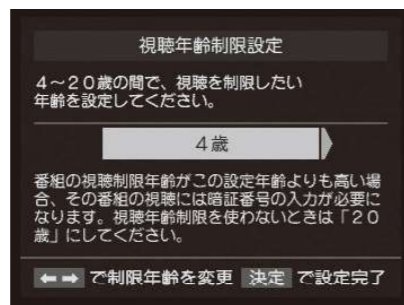 視聴年齢制限設定
4~20歳の間で、視聴を制限したい
年齢を設定してください。
4歳
番組の視聴制限年齢がこの設定年齢よりも高い場
合、その番組の視聴には暗証番号の入力が必要に
なります。視聴年齢制限を使わないときは「20
歳」にしてください。
⬅➡ で制限年齢を変更 決定 で設定完了